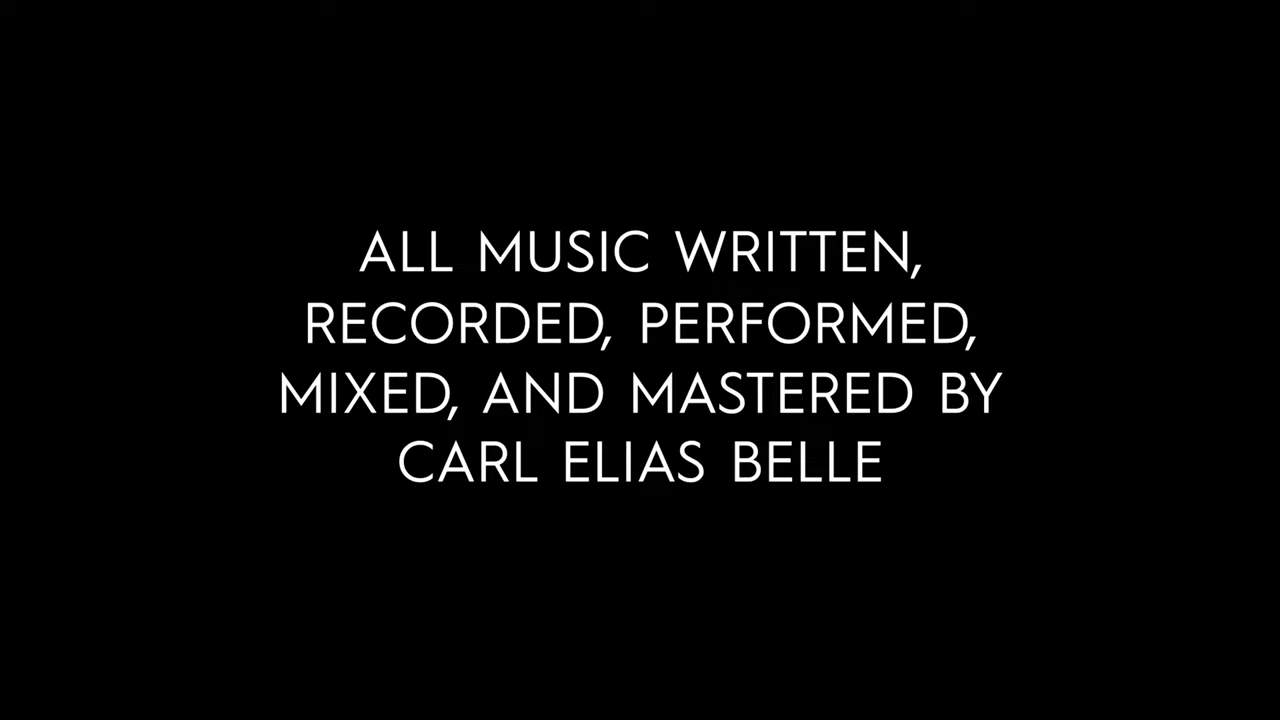 ALL MUSIC WRITTEN,
RECORDED, PERFORMED,
MIXED, AND MASTERED BY
CARL ELIAS BELLE